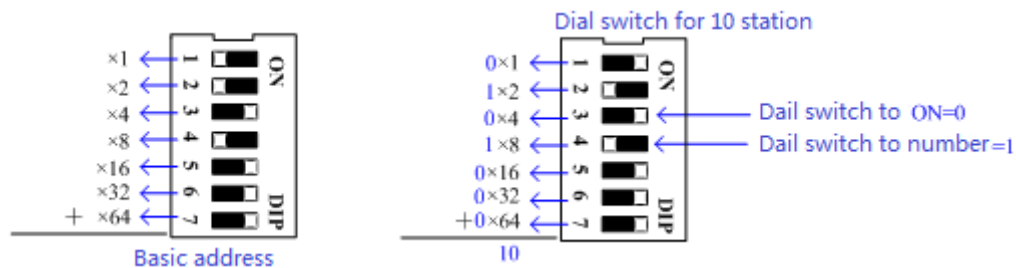 Dial switch for 10 station
×1 1 ON
×2 2
×4 3
×8 4
×16 5
×32 6 DIP
+ ×64 7
Basic address
0×1 1 ON
1×2 2
0×4 3 Dail switch to ON=0
1×8 4 Dail switch to number=1
0×16 5
0×32 6 DIP
+0×64 7
10